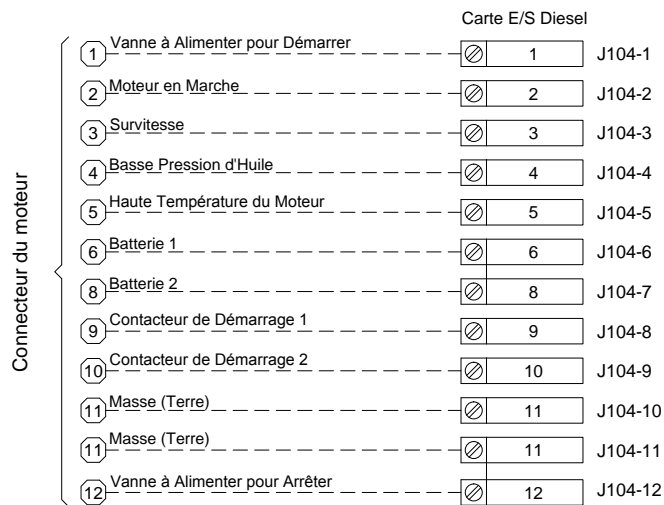 Carte E/S Diesel
Connecteur du moteur
1 Vanne à Alimenter pour Démarrer 1 J104-1
2 Moteur en Marche 2 J104-2
3 Survitesse 3 J104-3
4 Basse Pression d'Huile 4 J104-4
5 Haute Température du Moteur 5 J104-5
6 Batterie 1 6 J104-6
8 Batterie 2 8 J104-7
9 Contacteur de Démarrage 1 9 J104-8
10 Contacteur de Démarrage 2 10 J104-9
11 Masse (Terre) 11 J104-10
11 Masse (Terre) 11 J104-11
12 Vanne à Alimenter pour Arrêter 12 J104-12